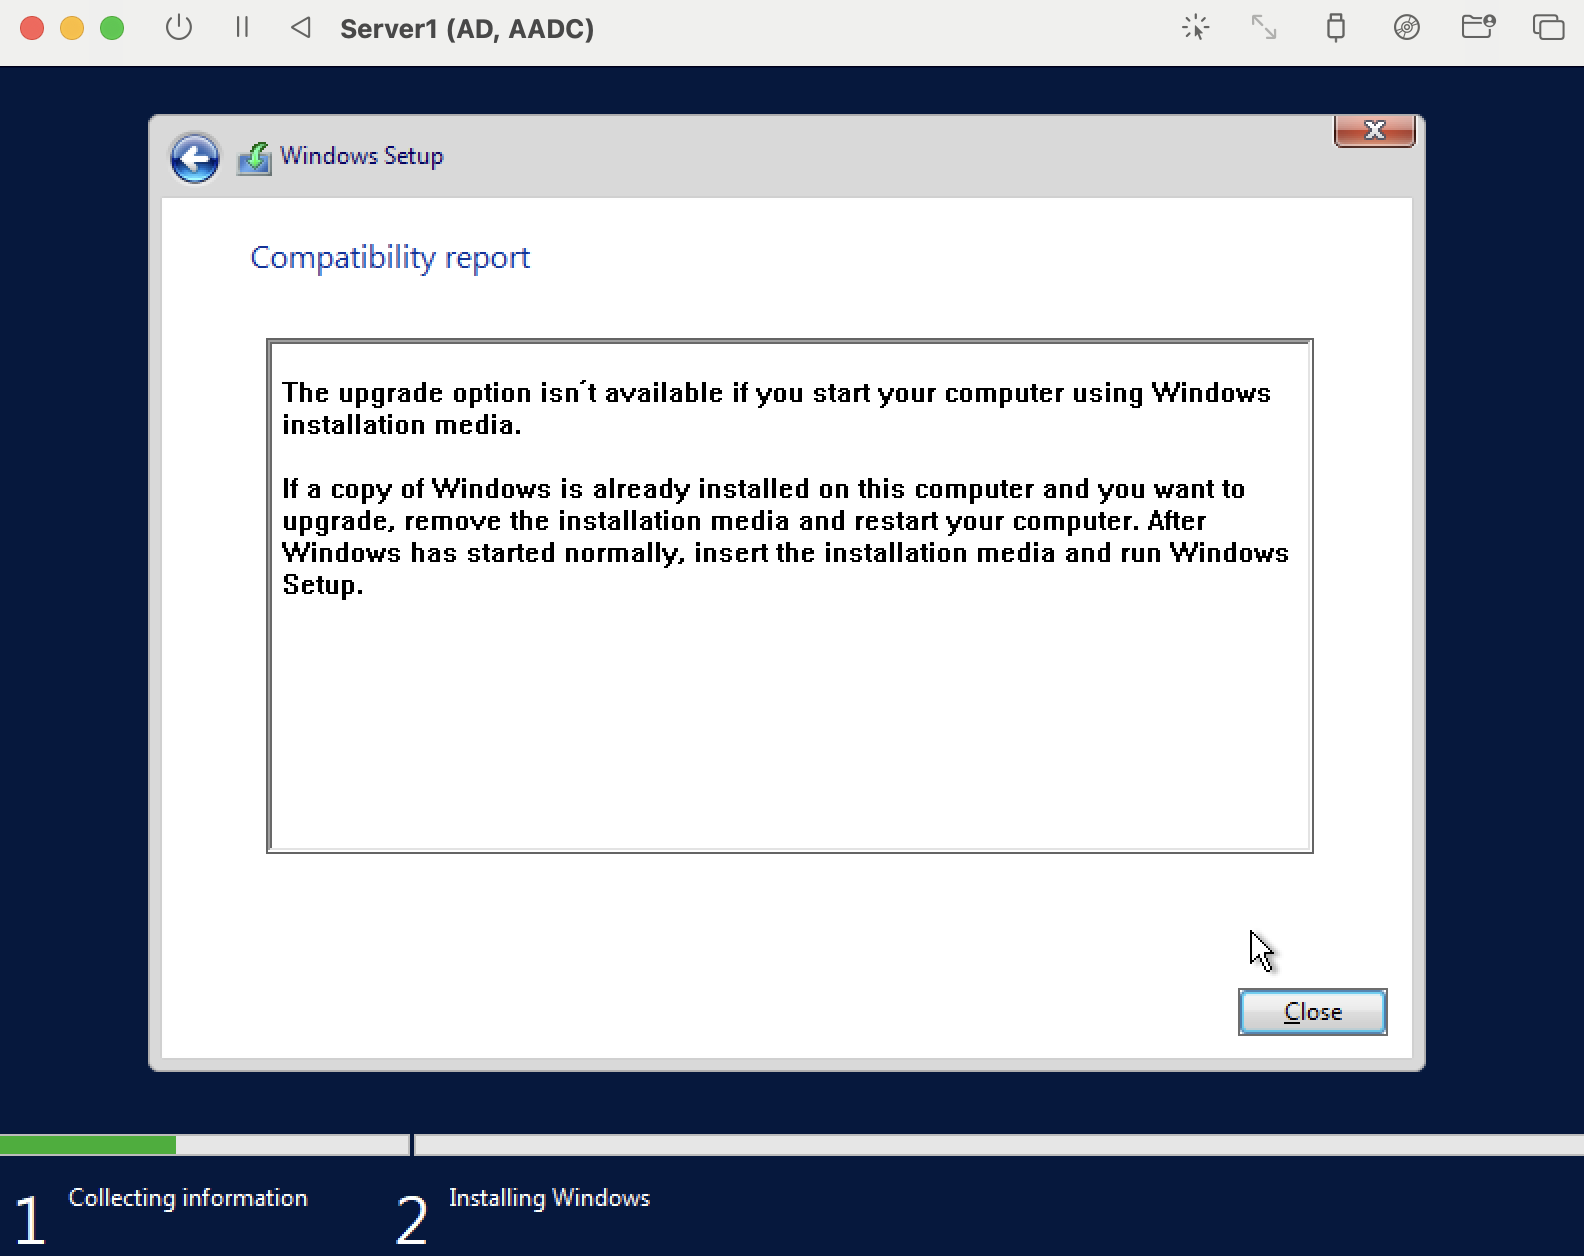 Server1 (AD, AADC)
Windows Setup
Compatibility report
The upgrade option isn´t available if you start your computer using Windows
installation media.
If a copy of Windows is already installed on this computer and you want to
upgrade, remove the installation media and restart your computer. After
Windows has started normally, insert the installation media and run Windows
Setup.
Close
1 Collecting information
2 Installing Windows